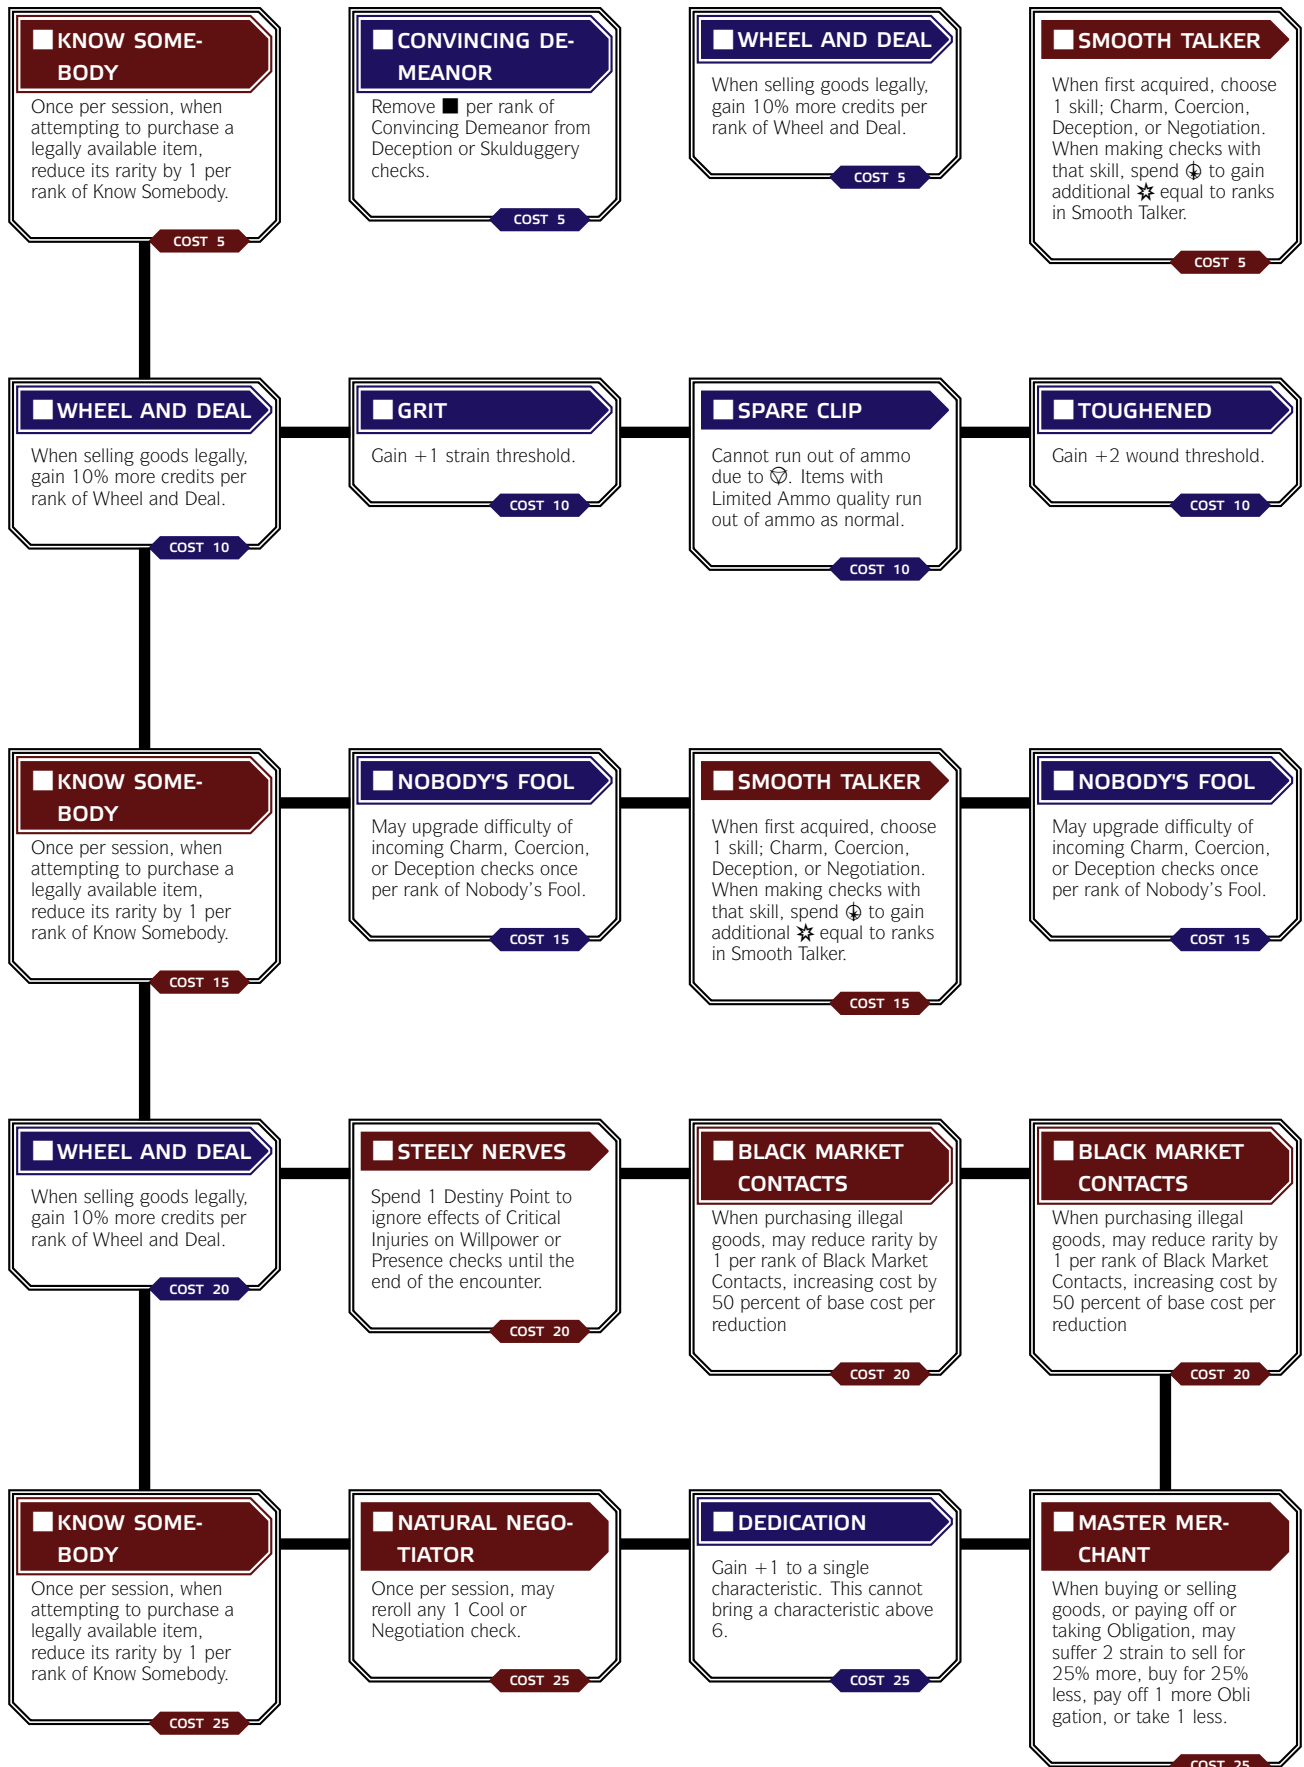 KNOW SOME-
BODY
Once per session, when
attempting to purchase a
legally available item,
reduce its rarity by 1 per
rank of Know Somebody.
COST 5
CONVINCING DE-
MEANOR
Remove ■ per rank of
Convincing Demeanor from
Deception or Skulduggery
checks.
COST 5
WHEEL AND DEAL
When selling goods legally,
gain 10% more credits per
rank of Wheel and Deal.
COST 5
SMOOTH TALKER
When first acquired, choose
1 skill; Charm, Coercion,
Deception, or Negotiation.
When making checks with
that skill, spend to gain
additional equal to ranks
in Smooth Talker.
COST 5
WHEEL AND DEAL
When selling goods legally,
gain 10% more credits per
rank of Wheel and Deal.
COST 10
GRIT
Gain +1 strain threshold.
COST 10
SPARE CLIP
Cannot run out of ammo
due to . Items with
Limited Ammo quality run
out of ammo as normal.
COST 10
TOUGHENED
Gain +2 wound threshold.
COST 10
KNOW SOME-
BODY
Once per session, when
attempting to purchase a
legally available item,
reduce its rarity by 1 per
rank of Know Somebody.
COST 15
NOBODY'S FOOL
May upgrade difficulty of
incoming Charm, Coercion,
or Deception checks once
per rank of Nobody's Fool.
COST 15
SMOOTH TALKER
When first acquired, choose
1 skill; Charm, Coercion,
Deception, or Negotiation.
When making checks with
that skill, spend to gain
additional equal to ranks
in Smooth Talker.
COST 15
NOBODY'S FOOL
May upgrade difficulty of
incoming Charm, Coercion,
or Deception checks once
per rank of Nobody's Fool.
COST 15
WHEEL AND DEAL
When selling goods legally,
gain 10% more credits per
rank of Wheel and Deal.
COST 20
STEELY NERVES
Spend 1 Destiny Point to
ignore effects of Critical
Injuries on Willpower or
Presence checks until the
end of the encounter.
COST 20
BLACK MARKET
CONTACTS
When purchasing illegal
goods, may reduce rarity by
1 per rank of Black Market
Contacts, increasing cost by
50 percent of base cost per
reduction
COST 20
BLACK MARKET
CONTACTS
When purchasing illegal
goods, may reduce rarity by
1 per rank of Black Market
Contacts, increasing cost by
50 percent of base cost per
reduction
COST 20
KNOW SOME-
BODY
Once per session, when
attempting to purchase a
legally available item,
reduce its rarity by 1 per
rank of Know Somebody.
COST 25
NATURAL NEGO-
TIATOR
Once per session, may
reroll any 1 Cool or
Negotiation check.
COST 25
DEDICATION
Gain +1 to a single
characteristic. This cannot
bring a characteristic above
6.
COST 25
MASTER MER-
CHANT
When buying or selling
goods, or paying off or
taking Obligation, may
suffer 2 strain to sell for
25% more, buy for 25%
less, pay off 1 more Obli
gation, or take 1 less.
COST 25